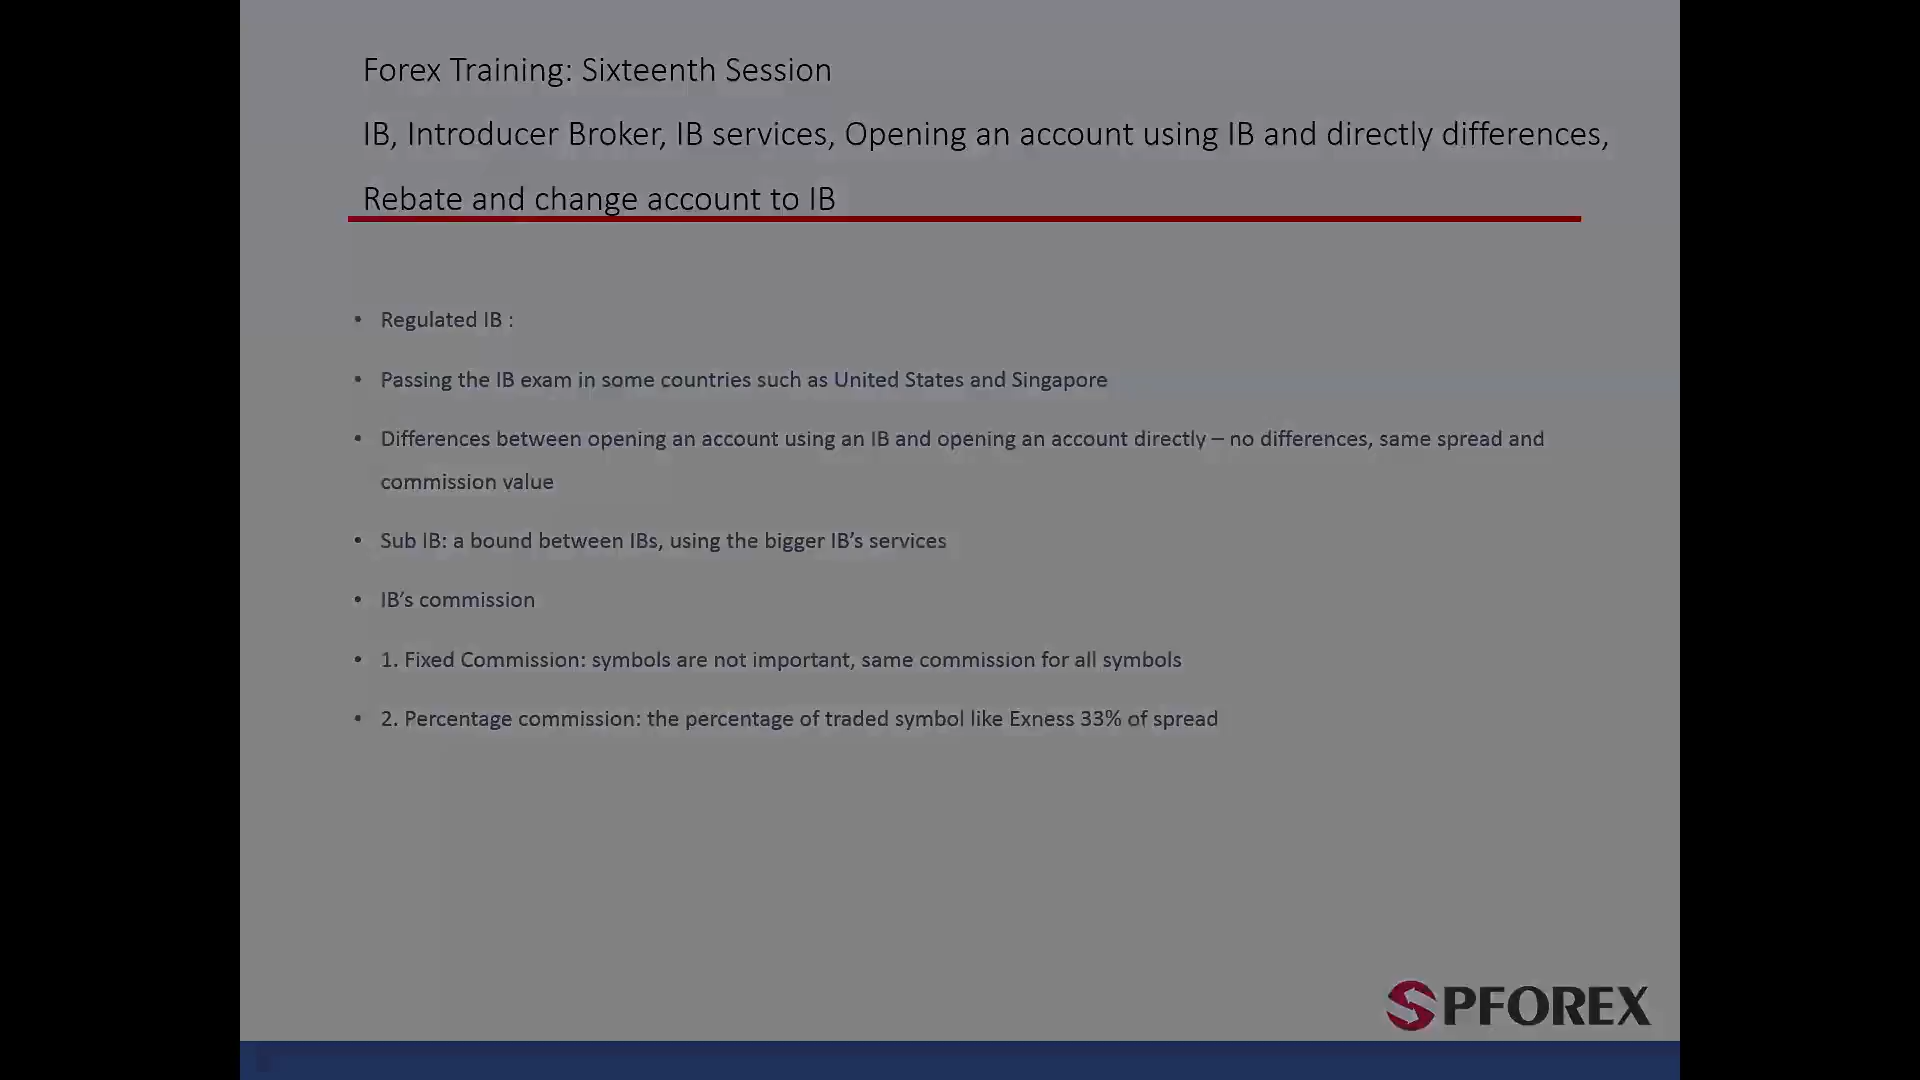 Forex Training: Sixteenth Session
IB, Introducer Broker, IB services, Opening an account using IB and directly differences,
Rebate and change account to IB
• Regulated IB :
• Passing the IB exam in some countries such as United States and Singapore
• Differences between opening an account using an IB and opening an account directly – no differences, same spread and
commission value
• Sub IB: a bound between IBs, using the bigger IB’s services
• IB’s commission
• 1. Fixed Commission: symbols are not important, same commission for all symbols
• 2. Percentage commission: the percentage of traded symbol like Exness 33% of spread
SPFOREX